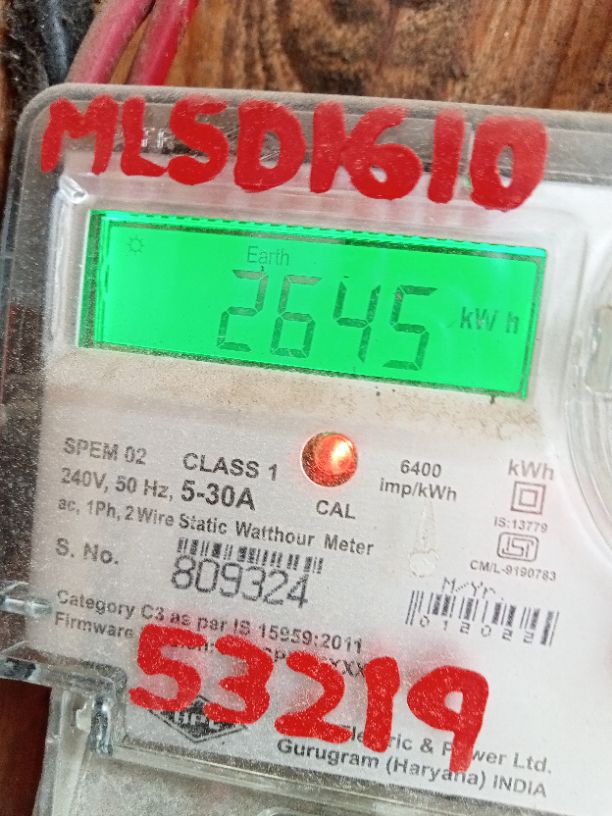 MLSD1610
Earth
2645 kWh
SPEM 02
CLASS 1
240V, 50 Hz, 5-30A
ac, 1Ph, 2 Wire Static Watthour Meter
CAL
6400
imp/kWh
kWh
IS:13779
CM/L-9190783
S. No.
809324
M/Yr.
012022
Category C3 as per IS 15959:2011
Firmware
53219
& Power Ltd.
Gurugram (Haryana) INDIA